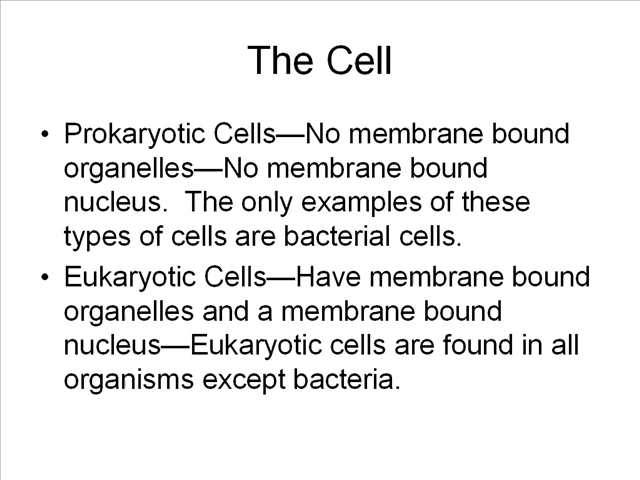 The Cell
• Prokaryotic Cells—No membrane bound
organelles—No membrane bound
nucleus.  The only examples of these
types of cells are bacterial cells.
• Eukaryotic Cells—Have membrane bound
organelles and a membrane bound
nucleus—Eukaryotic cells are found in all
organisms except bacteria.